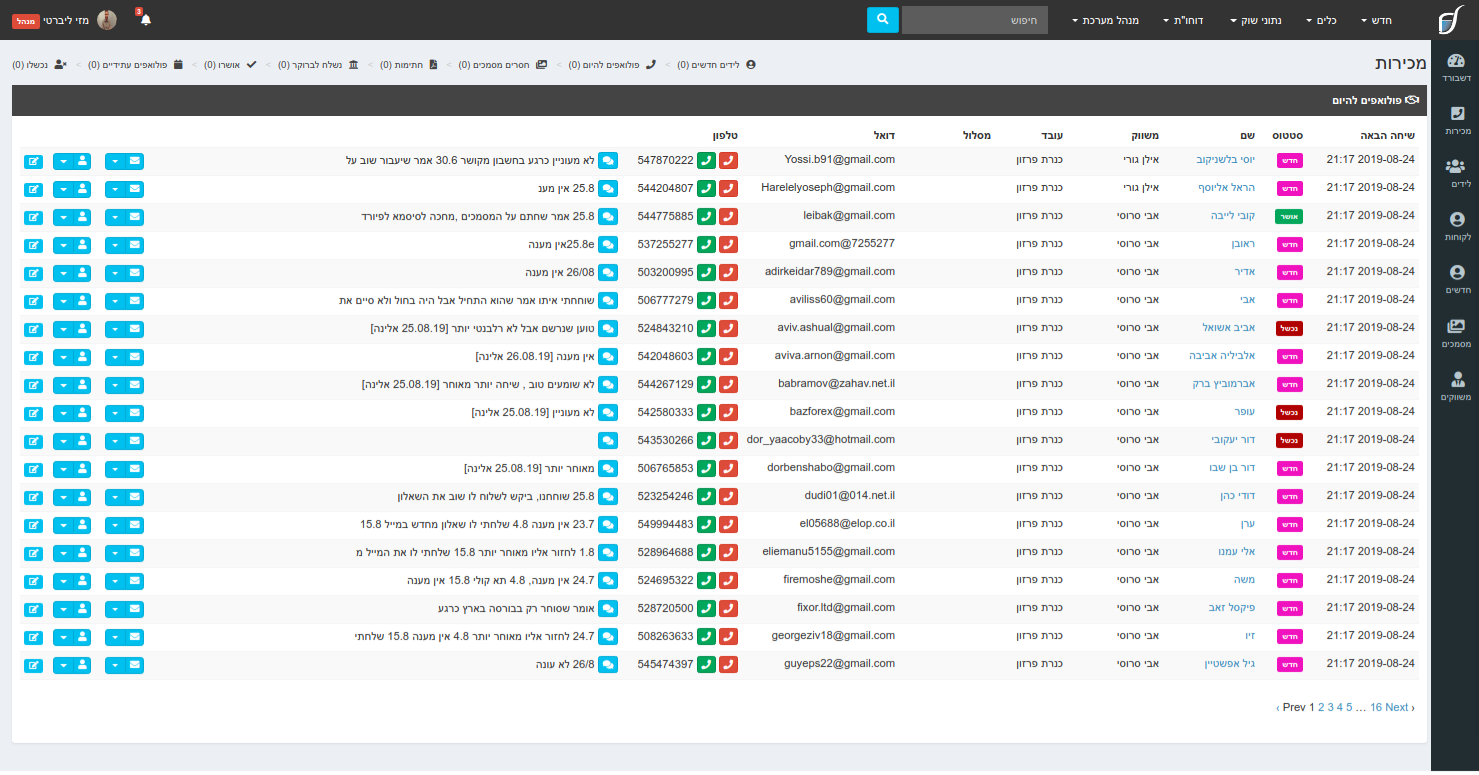 חדש כלים נתוני שוק דוחו"ת מנהל מערכת חיפוש 3 מזי ליברטי מנהל
דשבורד
מכירות
לידים
לקוחות
חדשים
מסמכים
משווקים
מכירות
לידים חדשים (0) > פולואפים להיום (0) > חסרים מסמכים (0) > חתימות (0) > נשלח לברוקר (0) > אושרו (0) > פולואפים עתידיים (0) > נכשלו (0)
פולואפים להיום
שיחה הבאה סטטוס שם משווק עובד מסלול דואל טלפון
2019-08-24 21:17 חדש יוסי בלשניקוב אילן גורי כנרת פרזון Yossi.b91@gmail.com 547870222 לא מעוניין כרגע בחשבון מקושר 30.6 אמר שיעבור שוב על
2019-08-24 21:17 חדש הראל אליוסף אילן גורי כנרת פרזון Harelelyoseph@gmail.com 544204807 25.8 אין מענ
2019-08-24 21:17 אושר קובי לייבה אבי סרוסי כנרת פרזון leibak@gmail.com 544775885 25.8 אמר שחתם על המסמכים ,מחכה לסיסמא לפיורד
2019-08-24 21:17 חדש ראובן אבי סרוסי כנרת פרזון gmail.com@7255277 537255277 25.8eאין מענה
2019-08-24 21:17 חדש אדיר אבי סרוסי כנרת פרזון adirkeidar789@gmail.com 503200995 26/08 אין מענה
2019-08-24 21:17 חדש אבי אבי סרוסי כנרת פרזון aviliss60@gmail.com 506777279 שוחחתי איתו אמר שהוא התחיל אבל היה בחול ולא סיים את
2019-08-24 21:17 נכשל אביב אשואל אבי סרוסי כנרת פרזון aviv.ashual@gmail.com 524843210 טוען שנרשם אבל לא רלבנטי יותר [25.08.19 אלינה]
2019-08-24 21:17 חדש אלביליה אביבה אבי סרוסי כנרת פרזון aviva.arnon@gmail.com 542048603 אין מענה [26.08.19 אלינה]
2019-08-24 21:17 חדש אברמוביץ ברק אבי סרוסי כנרת פרזון babramov@zahav.net.il 544267129 לא שומעים טוב , שיחה יותר מאוחר [25.08.19 אלינה]
2019-08-24 21:17 נכשל עופר אבי סרוסי כנרת פרזון bazforex@gmail.com 542580333 לא מעוניין [25.08.19 אלינה]
2019-08-24 21:17 נכשל דור יעקובי אבי סרוסי כנרת פרזון dor_yaacoby33@hotmail.com 543530266
2019-08-24 21:17 חדש דור בן שבו אבי סרוסי כנרת פרזון dorbenshabo@gmail.com 506765853 מאוחר יותר [25.08.19 אלינה]
2019-08-24 21:17 חדש דודי כהן אבי סרוסי כנרת פרזון dudi01@014.net.il 523254246 25.8 שוחחנו, ביקש לשלוח לו שוב את השאלון
2019-08-24 21:17 חדש ערן אבי סרוסי כנרת פרזון el05688@elop.co.il 549994483 23.7 אין מענה 4.8 שלחתי לו שאלון מחדש במייל 15.8
2019-08-24 21:17 חדש אלי עמנו אבי סרוסי כנרת פרזון eliemanu5155@gmail.com 528964688 1.8 לחזור אליו מאוחר יותר 15.8 שלחתי לו את המייל מ
2019-08-24 21:17 חדש משה אבי סרוסי כנרת פרזון firemoshe@gmail.com 524695322 24.7 אין מענה, 4.8 תא קולי 15.8 אין מענה
2019-08-24 21:17 חדש פיקסל זאב אבי סרוסי כנרת פרזון fixor.ltd@gmail.com 528720500 אומר שסוחר רק בבורסה בארץ כרגע
2019-08-24 21:17 חדש זיו אבי סרוסי כנרת פרזון georgeziv18@gmail.com 508263633 24.7 לחזור אליו מאוחר יותר 4.8 אין מענה 15.8 שלחתי
2019-08-24 21:17 חדש גיל אפשטיין אבי סרוסי כנרת פרזון guyeps22@gmail.com 545474397 26/8 לא עונה
‹ Prev 1 2 3 4 5 … 16 Next ›